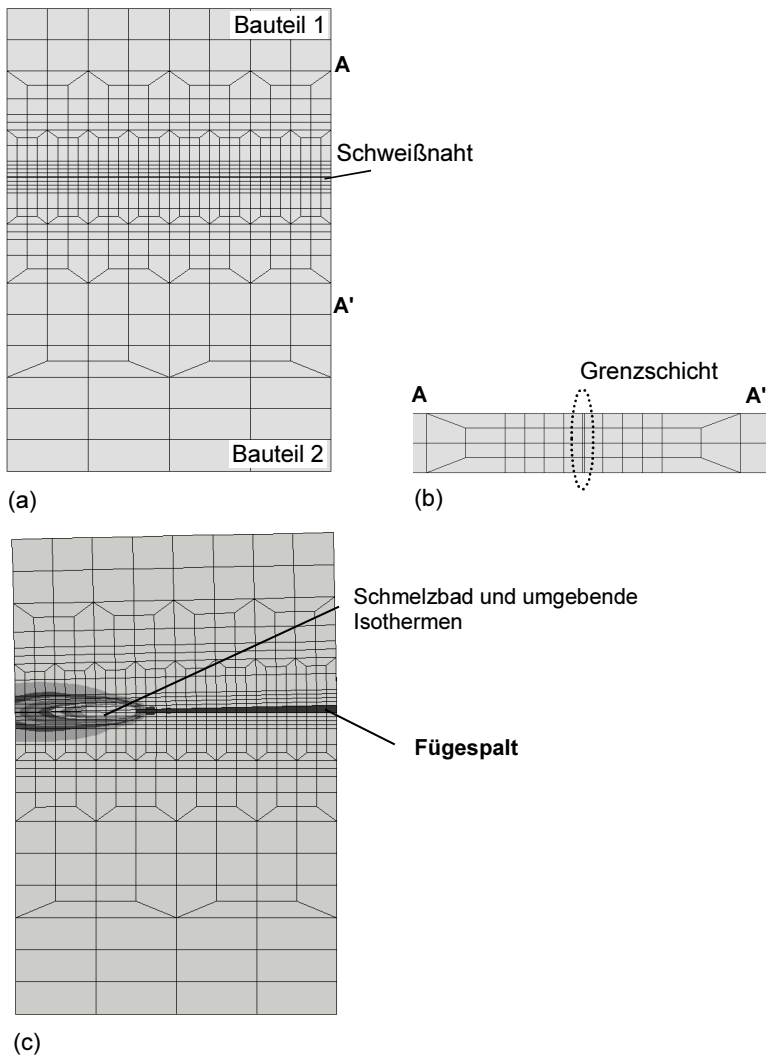 Bauteil 1
A
Schweißnaht
A'
Bauteil 2
(a)
Grenzschicht
A
A'
(b)
Schmelzbad und umgebende
Isothermen
Fügespalt
(c)